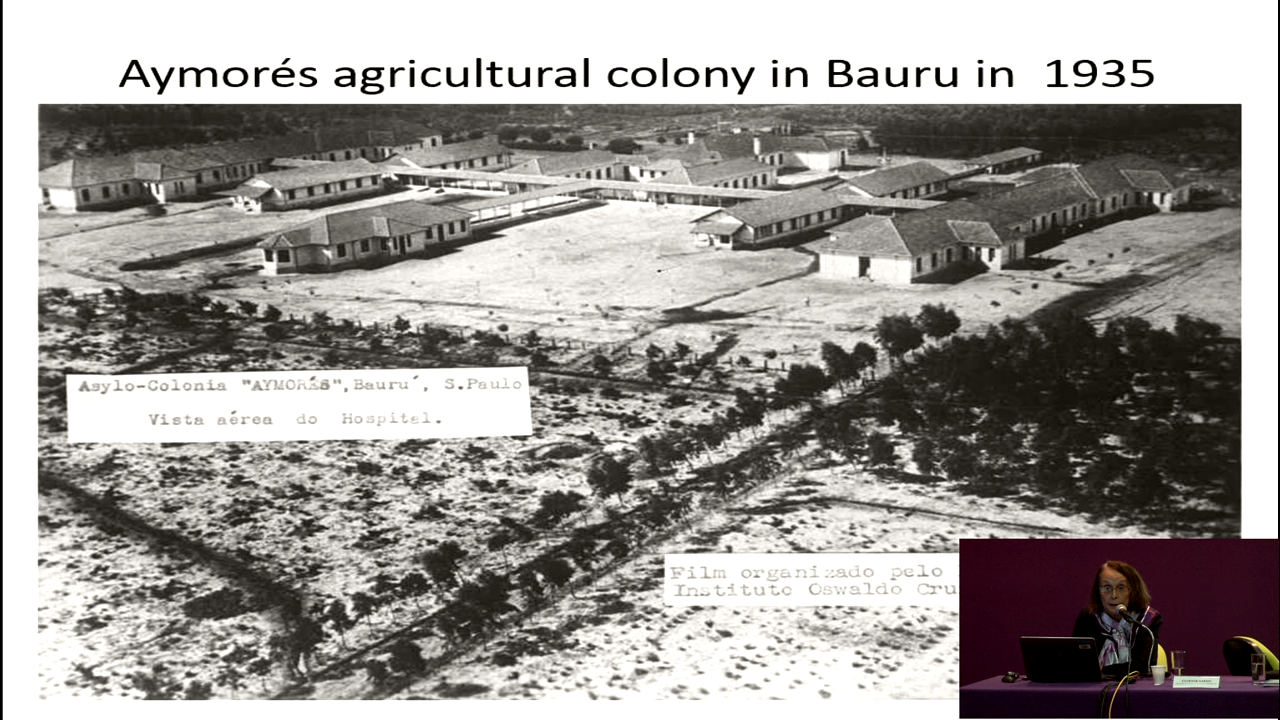 Aymorés agricultural colony in Bauru in 1935
Asylo-Colonia "AYMORÉS", Bauru´, S.Paulo
Vista aérea do Hospital.
Film organizado pelo
Instituto Oswaldo Cru